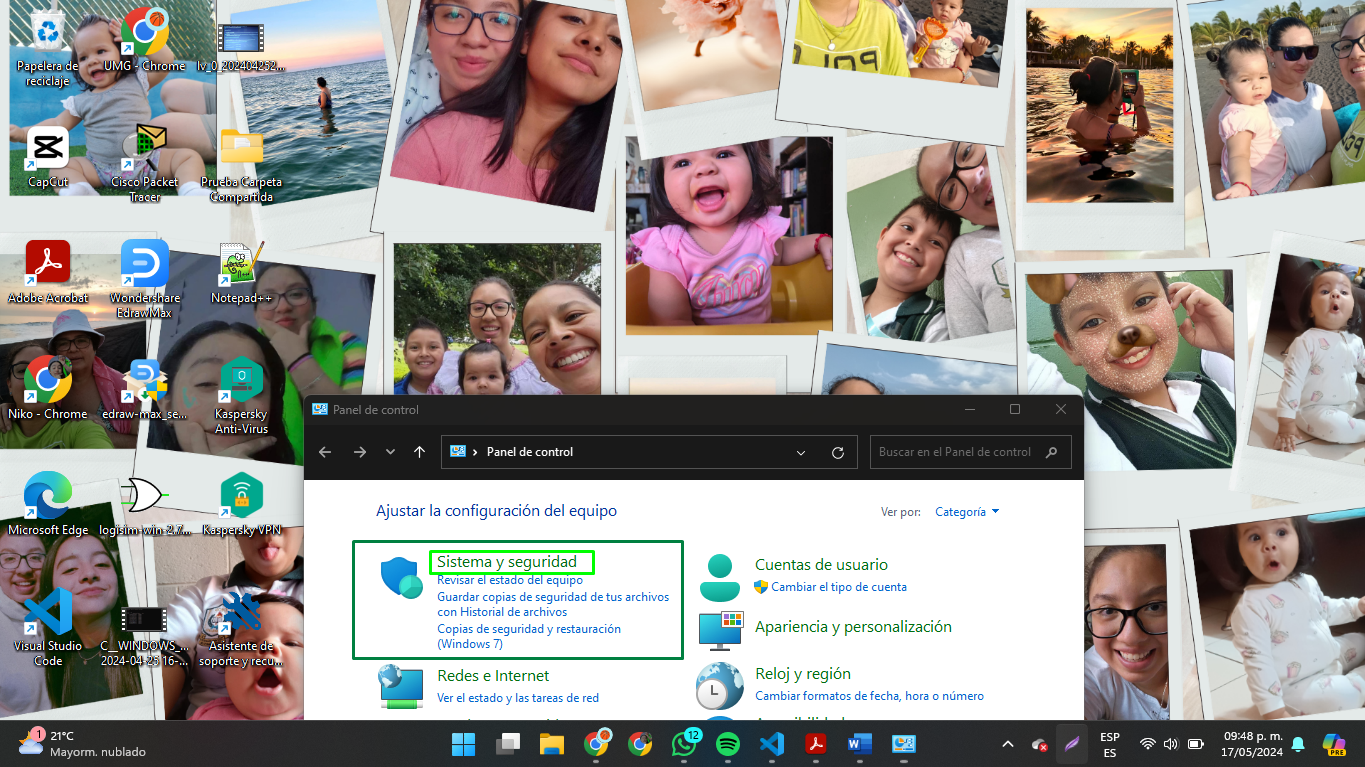 Papelera de
reciclaje
UMG - Chrome
lv_0_202404252...
CapCut
Cisco Packet
Tracer
Prueba Carpeta
Compartida
Adobe Acrobat
Wondershare
EdrawMax
Notepad++
Niko - Chrome
edraw-max_se...
Kaspersky
Anti-Virus
Microsoft Edge
logisim-win-2.7...
Kaspersky VPN
Visual Studio
Code
C__WINDOWS_...
2024-04-25 16-...
Asistente de
soporte y recu...
Panel de control
Panel de control
Buscar en el Panel de control
Ajustar la configuración del equipo
Ver por: Categoría
Sistema y seguridad
Revisar el estado del equipo
Guardar copias de seguridad de tus archivos
con Historial de archivos
Copias de seguridad y restauración
(Windows 7)
Redes e Internet
Ver el estado y las tareas de red
Cuentas de usuario
Cambiar el tipo de cuenta
Apariencia y personalización
Reloj y región
Cambiar formatos de fecha, hora o número
1
21°C
Mayorm. nublado
12
ESP
ES
09:48 p. m.
17/05/2024
PRE